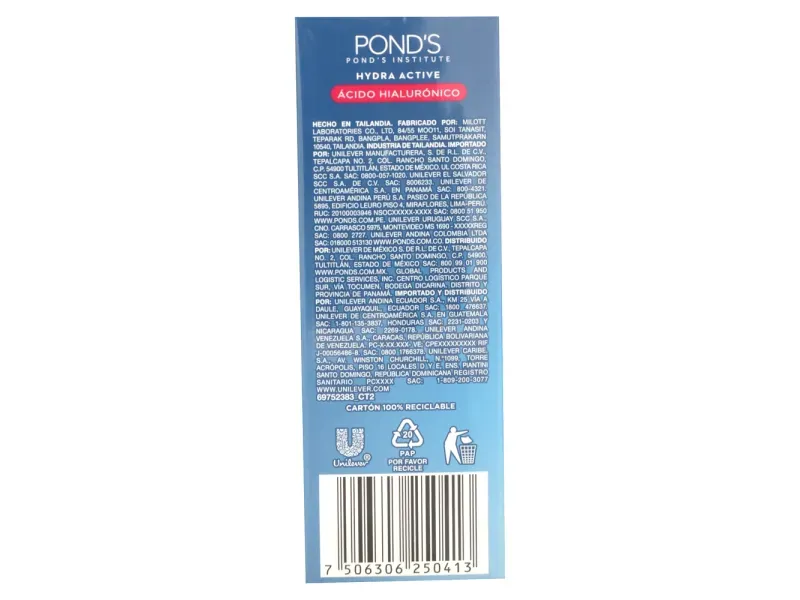 POND'S
POND'S INSTITUTE
HYDRA ACTIVE
ÁCIDO HIALURÓNICO
HECHO EN TAILANDIA. FABRICADO POR: MILOTT
LABORATORIES CO., LTD, 84/55 MOO11, SOI TANASIT,
TEPARAK RD, BANGPLA, BANGPLEE, SAMUTPRAKARN
10540, TAILANDIA. INDUSTRIA DE TAILANDIA. IMPORTADO
POR: UNILEVER MANUFACTURERA, S. DE R.L. DE C.V.,
TEPALCAPA NO. 2, COL. RANCHO SANTO DOMINGO,
C.P. 54900 TULTITLÁN, ESTADO DE MÉXICO. UL COSTA RICA
SCC S.A. SAC: 0800-057-1020. UNILEVER EL SALVADOR
SCC S.A. DE C.V. SAC: 8006233. UNILEVER DE
CENTROAMÉRICA S.A. EN PANAMÁ SAC: 800-4321.
UNILEVER ANDINA PERÚ S.A. PASEO DE LA REPÚBLICA
5895, EDIFICIO LEURO PISO 4, MIRAFLORES, LIMA-PERÚ.
RUC: 20100003946 NSOCXXXXX-XXXX SAC: 0800 51 950
WWW.PONDS.COM.PE. UNILEVER URUGUAY SCC S.A.,
CNO. CARRASCO 5975, MONTEVIDEO MS 1690 - XXXXXREG
SAC: 0800 2727. UNILEVER ANDINA COLOMBIA LTDA
SAC: 018000 513130 WWW.PONDS.COM.CO. DISTRIBUIDO
POR: UNILEVER DE MÉXICO S. DE R.L. DE C.V., TEPALCAPA
NO. 2, COL. RANCHO SANTO DOMINGO, C.P. 54900,
TULTITLÁN, ESTADO DE MÉXICO SAC: 800 99 01 900
WWW.PONDS.COM.MX. GLOBAL PRODUCTS AND
LOGISTIC SERVICES, INC. CENTRO LOGÍSTICO PARQUE
SUR, VÍA TOCUMEN, BODEGA DICARINA, DISTRITO Y
PROVINCIA DE PANAMÁ. IMPORTADO Y DISTRIBUIDO
POR: UNILEVER ANDINA ECUADOR S.A., KM 25 VÍA A
DAULE, GUAYAQUIL, ECUADOR SAC: 1800 476637.
UNILEVER DE CENTROAMÉRICA S.A. EN GUATEMALA
SAC: 1-801-135-3837, HONDURAS SAC: 2231-0203 Y
NICARAGUA SAC: 2269-0178. UNILEVER ANDINA
VENEZUELA S.A., CARACAS, REPÚBLICA BOLIVARIANA
DE VENEZUELA. PC-X-XX.XXX- VE, CPEXXXXXXXXXX RIF
J-00056486-8. SAC: 0800 1766378. UNILEVER CARIBE,
S.A., AV. WINSTON CHURCHILL, N.°1099, TORRE
ACRÓPOLIS, PISO 16 LOCALES D Y E, ENS. PIANTINI
SANTO DOMINGO, REPÚBLICA DOMINICANA REGISTRO
SANITARIO PCXXXX SAC: 1-809-200-3077
WWW.UNILEVER.COM
69752383_CT2
CARTÓN 100% RECICLABLE
Unilever®
20
PAP
POR FAVOR
RECICLE
7 506306 250413